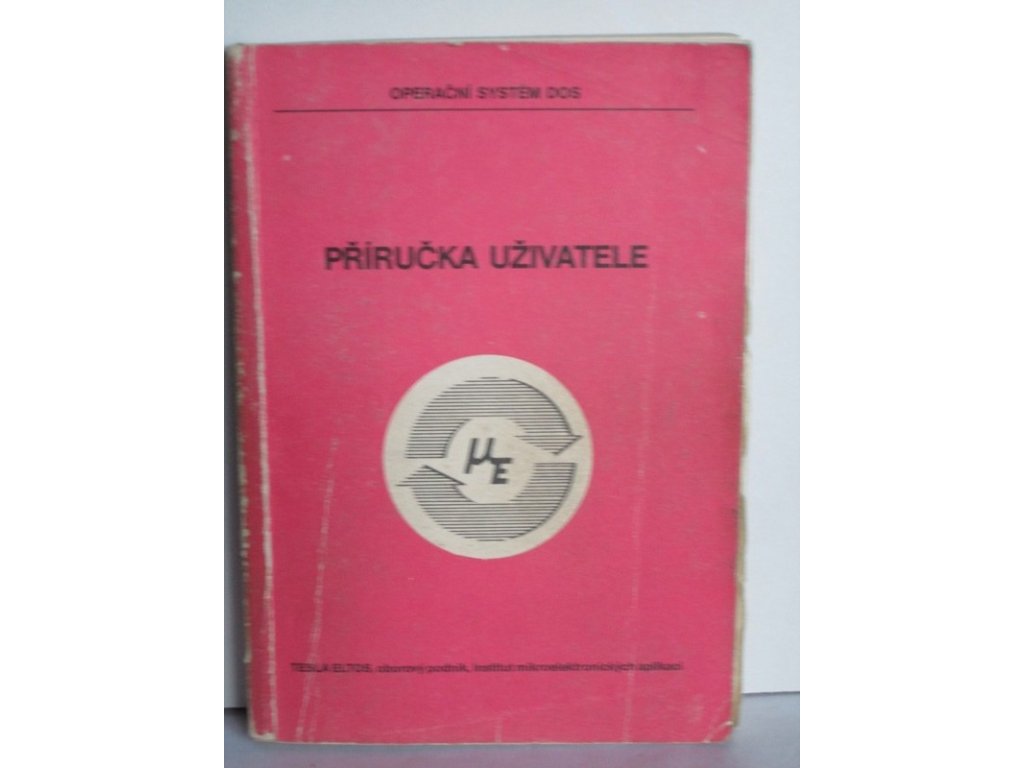 OPERAČNÍ SYSTÉM DOS
PŘÍRUČKA UŽIVATELE
μE
TESLA ELTOS, oborový podnik, institut mikroelektronických aplikací